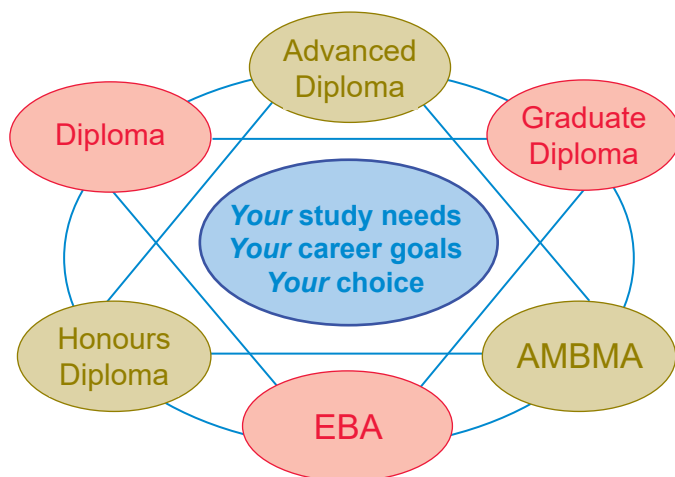 Advanced
Diploma
Diploma
Graduate
Diploma
Your study needs
Your career goals
Your choice
Honours
Diploma
AMBMA
EBA